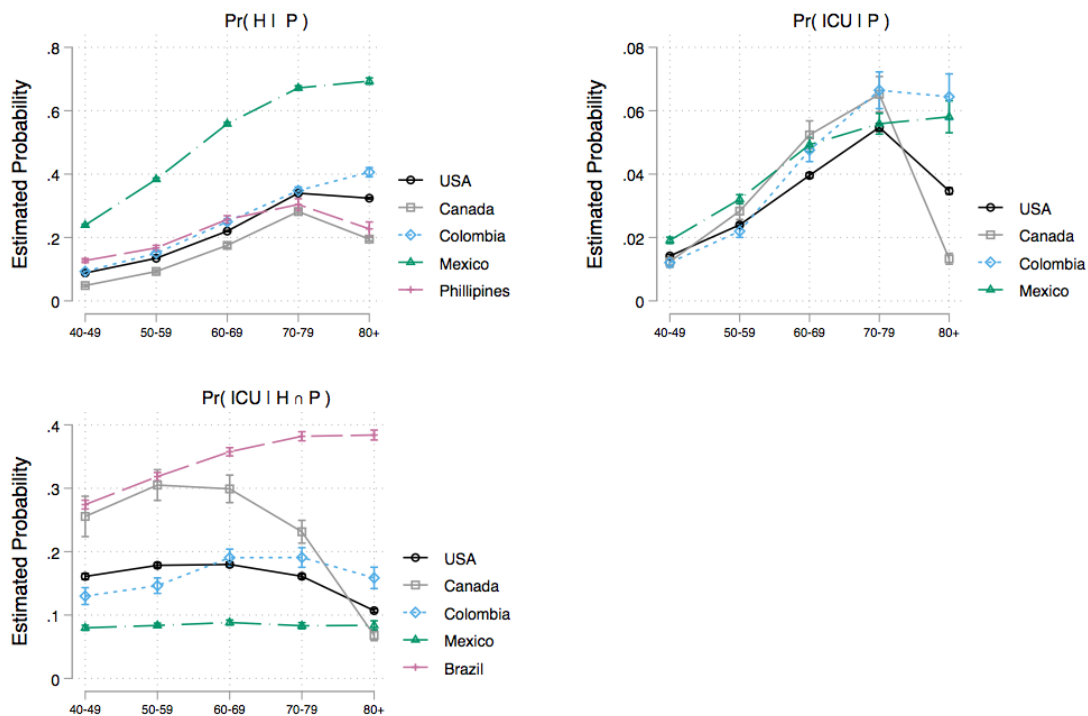 Pr( H | P )
Estimated Probability
.8
.6
.4
.2
0
40-49 50-59 60-69 70-79 80+
USA
Canada
Colombia
Mexico
Phillipines
Pr( ICU | P )
Estimated Probability
.08
.06
.04
.02
0
40-49 50-59 60-69 70-79 80+
USA
Canada
Colombia
Mexico
Pr( ICU | H ∩ P )
Estimated Probability
.4
.3
.2
.1
0
40-49 50-59 60-69 70-79 80+
USA
Canada
Colombia
Mexico
Brazil